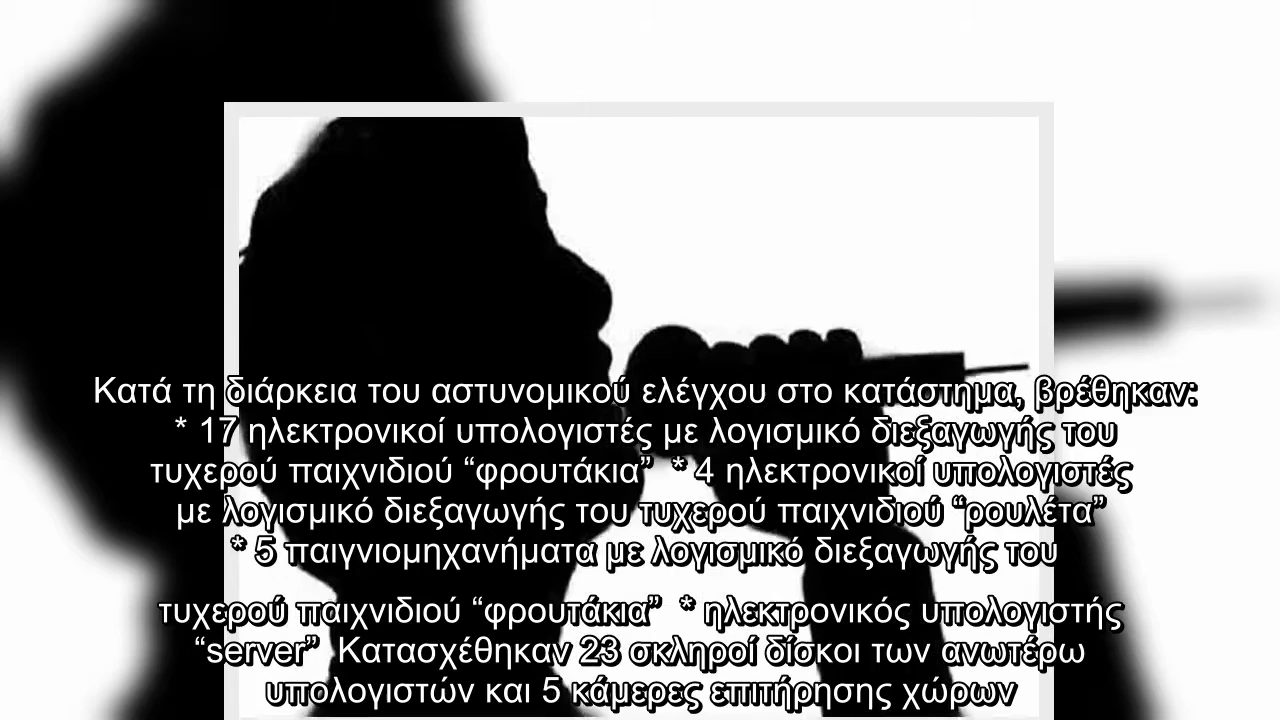 Κατά τη διάρκεια του αστυνομικού ελέγχου στο κατάστημα, βρέθηκαν:
* 17 ηλεκτρονικοί υπολογιστές με λογισμικό διεξαγωγής του
τυχερού παιχνιδιού “φρουτάκια” * 4 ηλεκτρονικοί υπολογιστές
με λογισμικό διεξαγωγής του τυχερού παιχνιδιού “ρουλέτα”
* 5 παιγνιομηχανήματα με λογισμικό διεξαγωγής του
τυχερού παιχνιδιού “φρουτάκια” * ηλεκτρονικός υπολογιστής
“server” Κατασχέθηκαν 23 σκληροί δίσκοι των ανωτέρω
υπολογιστών και 5 κάμερες επιτήρησης χώρων